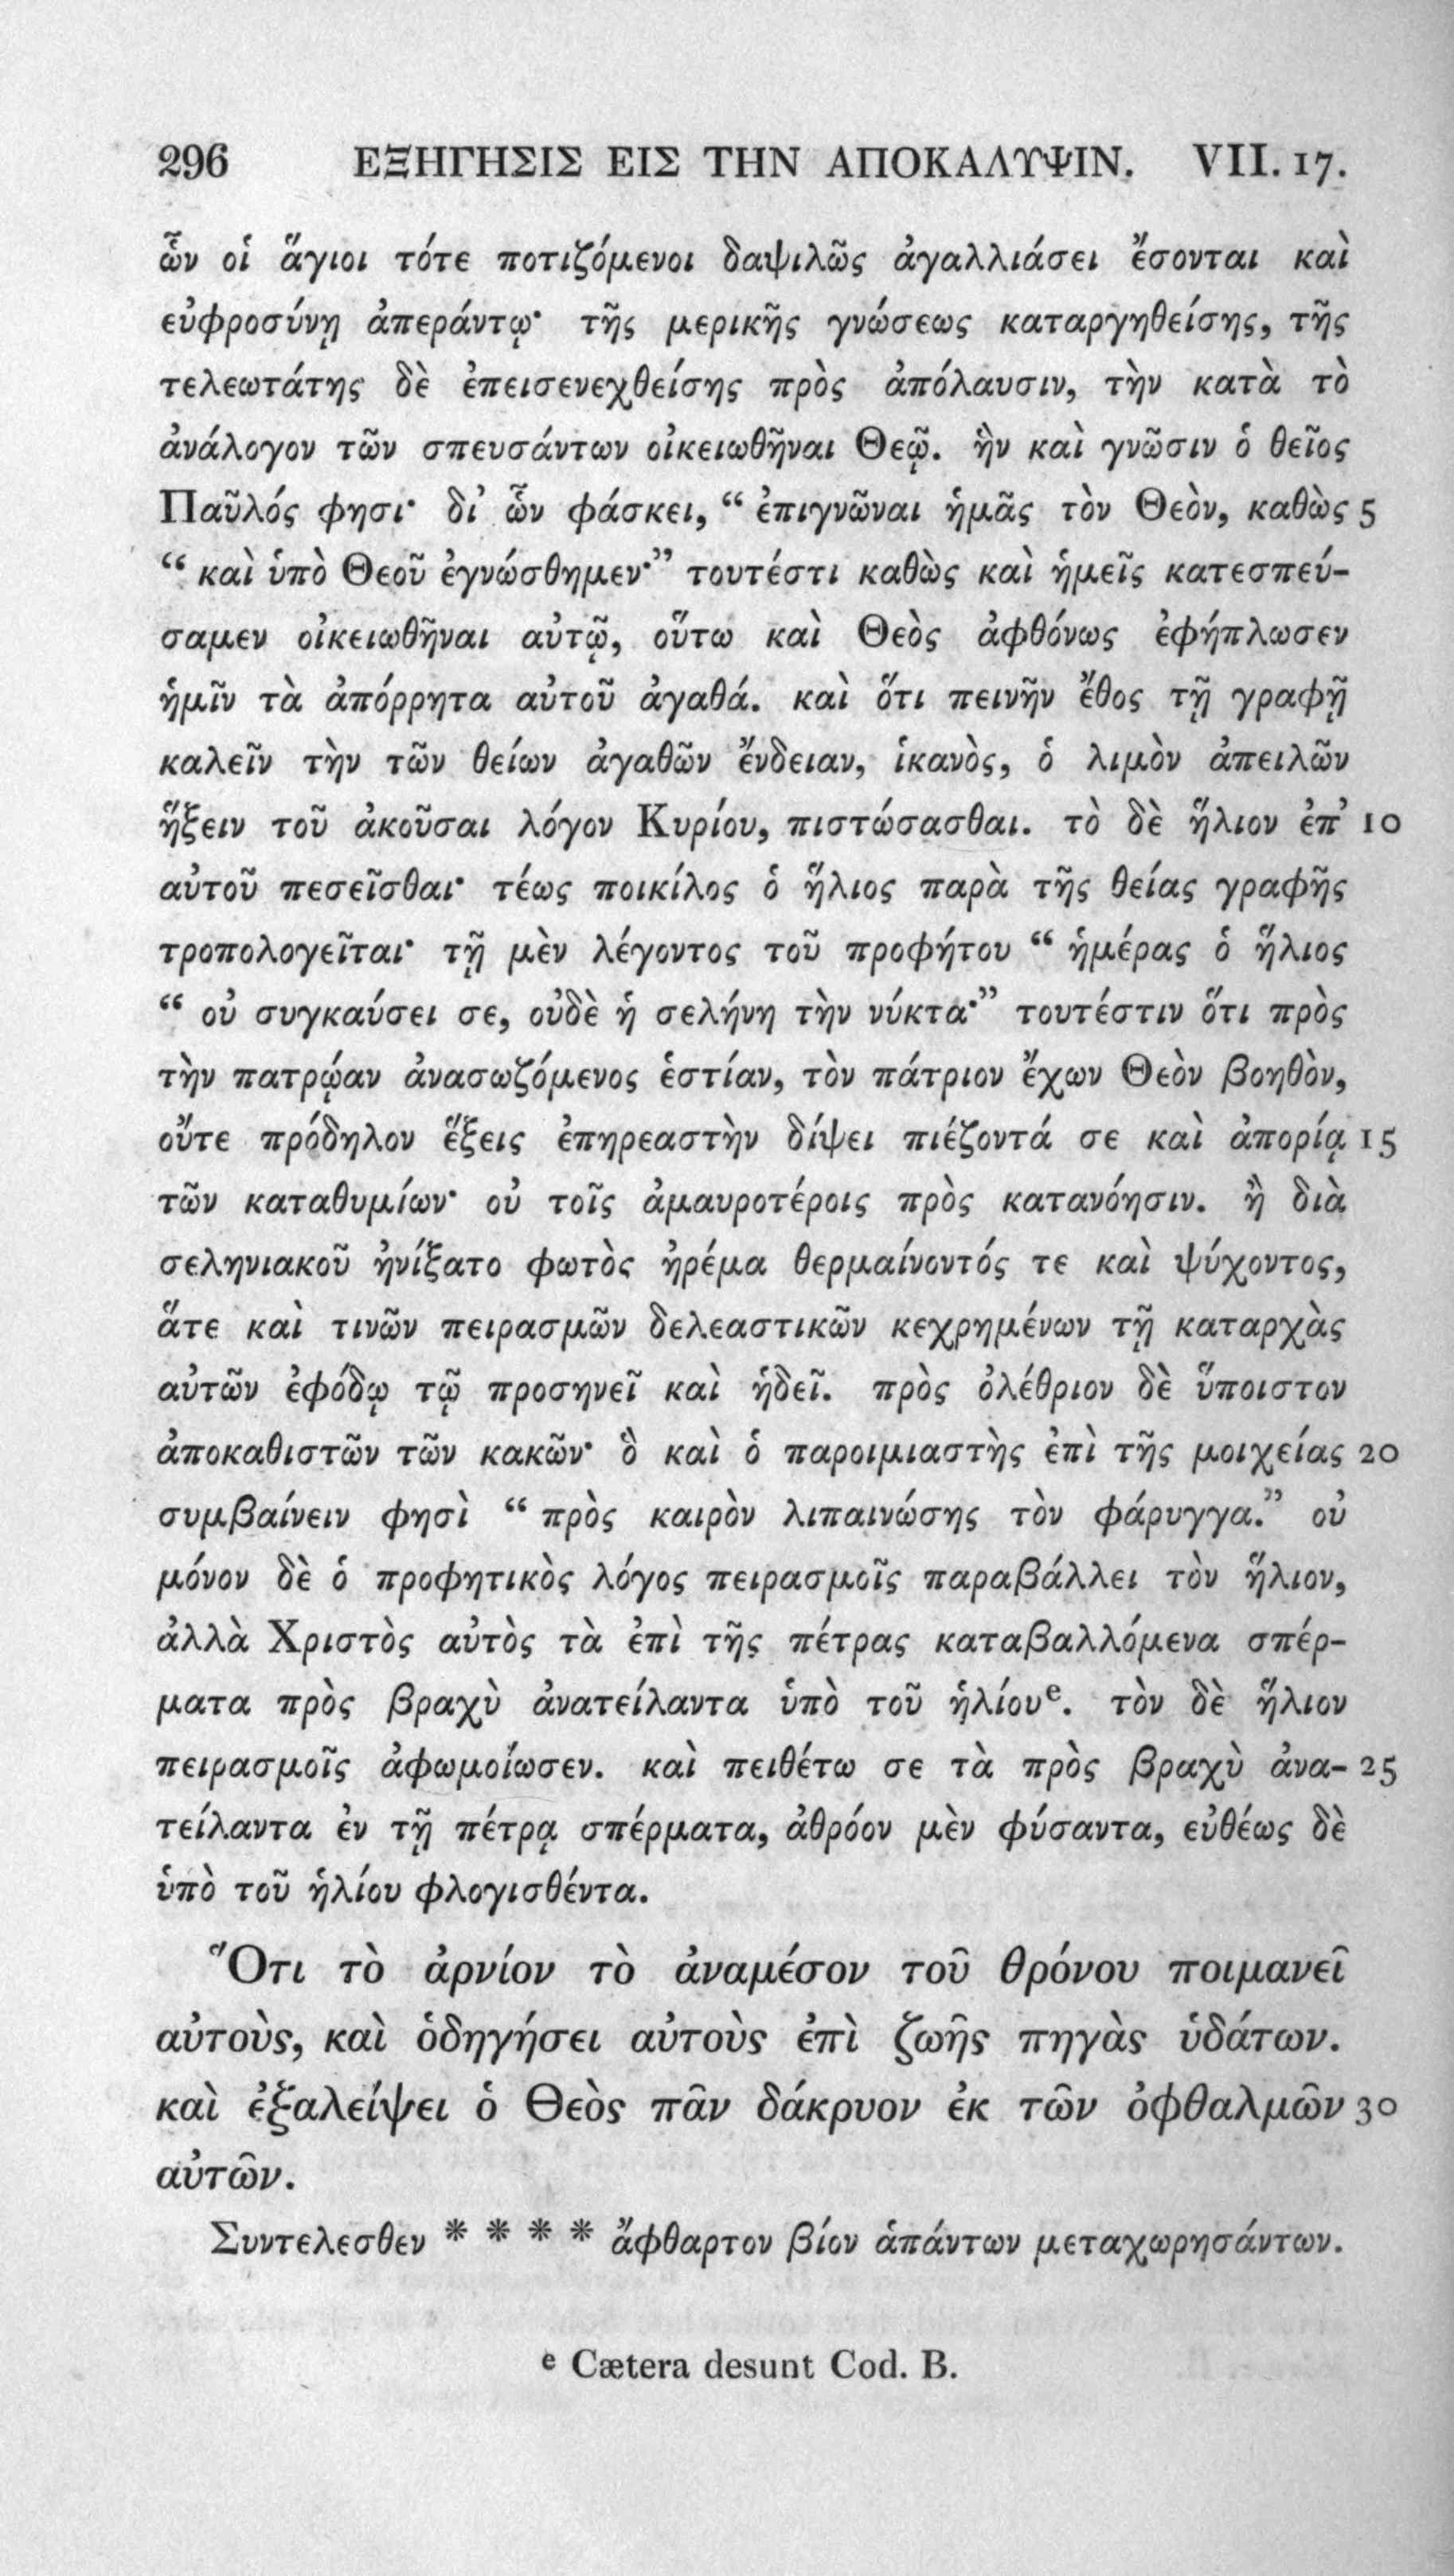 296 ΕΞΗΓΗΣΙΣ ΕΙΣ ΤΗΝ ΑΠΟΚΑΛΥΨΙΝ. VII. 17.
ὧν οἱ ἅγιοι τότε ποτιζόμενοι δαψιλῶς ἀγαλλιάσει ἔσονται καὶ
εὐφροσύνῃ ἀπεράντῳ· τῆς μερικῆς γνώσεως καταργηθείσης, τῆς
τελεωτάτης δὲ ἐπεισενεχθείσης πρὸς ἀπόλαυσιν, τὴν κατὰ τὸ
ἀνάλογον τῶν σπευσάντων οἰκειωθῆναι Θεῷ. ἣν καὶ γνῶσιν ὁ θεῖος
Παῦλός φησι· δι' ὧν φάσκει, “ ἐπιγνῶναι ἡμᾶς τὸν Θεὸν, καθὼς 5
“ καὶ ὑπὸ Θεοῦ ἐγνώσθημεν·” τουτέστι καθὼς καὶ ἡμεῖς κατεσπεύ-
σαμεν οἰκειωθῆναι αὐτῷ, οὕτω καὶ Θεὸς ἀφθόνως ἐφήπλωσεν
ἡμῖν τὰ ἀπόρρητα αὐτοῦ ἀγαθά. καὶ ὅτι πεινῆν ἔθος τῇ γραφῇ
καλεῖν τὴν τῶν θείων ἀγαθῶν ἔνδειαν, ἱκανὸς, ὁ λιμὸν ἀπειλῶν
ἥξειν τοῦ ἀκοῦσαι λόγον Κυρίου, πιστώσασθαι. τὸ δὲ ἥλιον ἐπ' 10
αὐτοῦ πεσεῖσθαι· τέως ποικίλος ὁ ἥλιος παρὰ τῆς θείας γραφῆς
τροπολογεῖται· τῇ μὲν λέγοντος τοῦ προφήτου “ ἡμέρας ὁ ἥλιος
“ οὐ συγκαύσει σε, οὐδὲ ἡ σελήνη τὴν νύκτα·” τουτέστιν ὅτι πρὸς
τὴν πατρῴαν ἀνασωζόμενος ἑστίαν, τὸν πάτριον ἔχων Θεὸν βοηθὸν,
οὔτε πρόδηλον ἕξεις ἐπηρεαστὴν δίψει πιέζοντά σε καὶ ἀπορίᾳ 15
τῶν καταθυμίων· οὐ τοῖς ἀμαυροτέροις πρὸς κατανόησιν. ἢ διὰ
σεληνιακοῦ ἠνίξατο φωτὸς ἠρέμα θερμαίνοντός τε καὶ ψύχοντος,
ἅτε καὶ τινῶν πειρασμῶν δελεαστικῶν κεχρημένων τῇ καταρχὰς
αὐτῶν ἐφόδῳ τῷ προσηνεῖ καὶ ἡδεῖ. πρὸς ὀλέθριον δὲ ὕποιστον
ἀποκαθιστῶν τῶν κακῶν· ὃ καὶ ὁ παροιμιαστὴς ἐπὶ τῆς μοιχείας 20
συμβαίνειν φησὶ “ πρὸς καιρὸν λιπαινώσης τὸν φάρυγγα.” οὐ
μόνον δὲ ὁ προφητικὸς λόγος πειρασμοῖς παραβάλλει τὸν ἥλιον,
ἀλλὰ Χριστὸς αὐτὸς τὰ ἐπὶ τῆς πέτρας καταβαλλόμενα σπέρ-
ματα πρὸς βραχὺ ἀνατείλαντα ὑπὸ τοῦ ἡλίουᵉ. τὸν δὲ ἥλιον
πειρασμοῖς ἀφωμοίωσεν. καὶ πειθέτω σε τὰ πρὸς βραχὺ ἀνα- 25
τείλαντα ἐν τῇ πέτρᾳ σπέρματα, ἀθρόον μὲν φύσαντα, εὐθέως δὲ
ὑπὸ τοῦ ἡλίου φλογισθέντα.
Ὅτι τὸ ἀρνίον τὸ ἀναμέσον τοῦ θρόνου ποιμανεῖ
αὐτοὺς, καὶ ὁδηγήσει αὐτοὺς ἐπὶ ζωῆς πηγὰς ὑδάτων.
καὶ ἐξαλείψει ὁ Θεὸς πᾶν δάκρυον ἐκ τῶν ὀφθαλμῶν 30
αὐτῶν.
Συντελεσθεν * * * * ἄφθαρτον βίον ἁπάντων μεταχωρησάντων.
ᵉ Cætera desunt Cod. B.